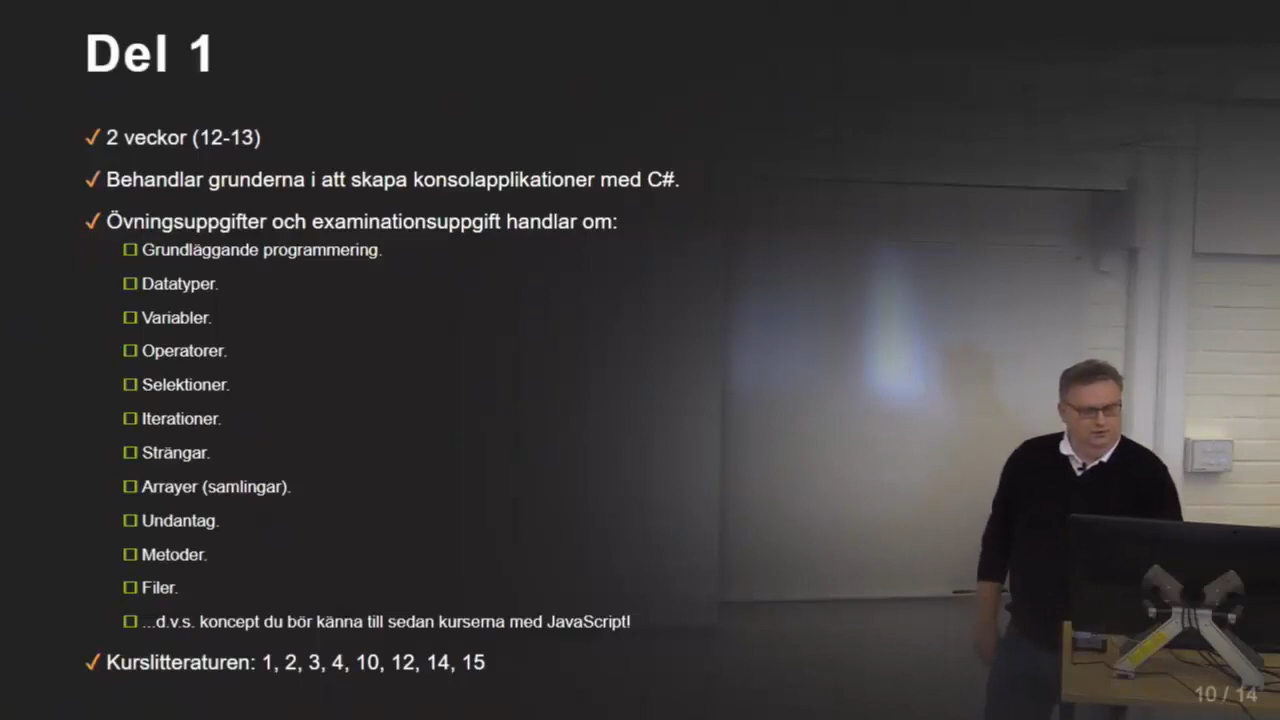 Del 1
2 veckor (12-13)
Behandlar grunderna i att skapa konsolapplikationer med C#.
Övningsuppgifter och examinationsuppgift handlar om:
Grundläggande programmering.
Datatyper.
Variabler.
Operatorer.
Selektioner.
Iterationer.
Strängar.
Arrayer (samlingar).
Undantag.
Metoder.
Filer.
...d.v.s. koncept du bör känna till sedan kurserna med JavaScript!
Kurslitteraturen: 1, 2, 3, 4, 10, 12, 14, 15
10 / 14